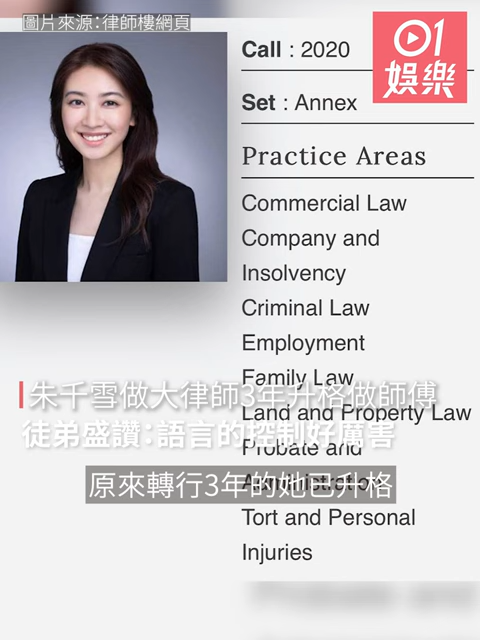 圖片來源：律師樓網頁
01
娛樂
Call : 2020
Set : Annex
Practice Areas
Commercial Law
Company and
Insolvency
Criminal Law
Employment
Family Law
Land and Property Law
Probate and
Administration
Tort and Personal
Injuries
朱千雪做大律師3年升格做師傅
徒弟盛讚：語言的控制好厲害
原來轉行3年的她已升格
Probate and